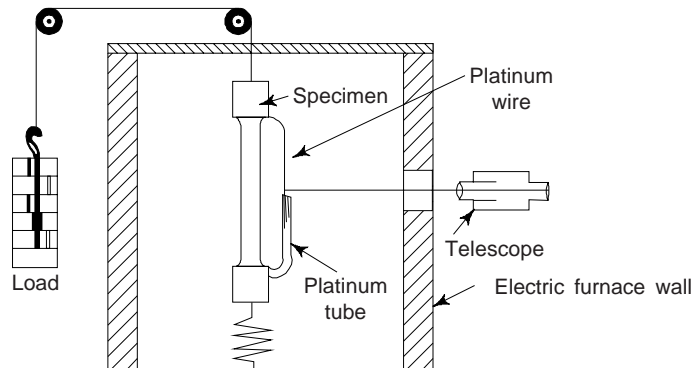 Specimen
Platinum
wire
Telescope
Load
Platinum
tube
Electric furnace wall